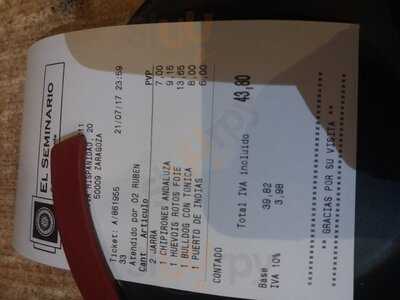 EL SEMINARIO
HISPANIDAD, 20
50009 ZARAGOZA
Ticket: A/861955 21/07/17 23:59
33
Atendido por 02 RUBEN
Cant Artículo PVP
2 JARRA 7,00
1 CHIPIRONES ANDALUZA 9,15
1 HUEVOS ROTOS FOIE 13,65
1 BULLDOG CON TONICA 8,00
1 PUERTO DE INDIAS 6,00
CONTADO
Total IVA incluido 43,80
Base 39,82
IVA 10% 3,98
** GRACIAS POR SU VISITA **